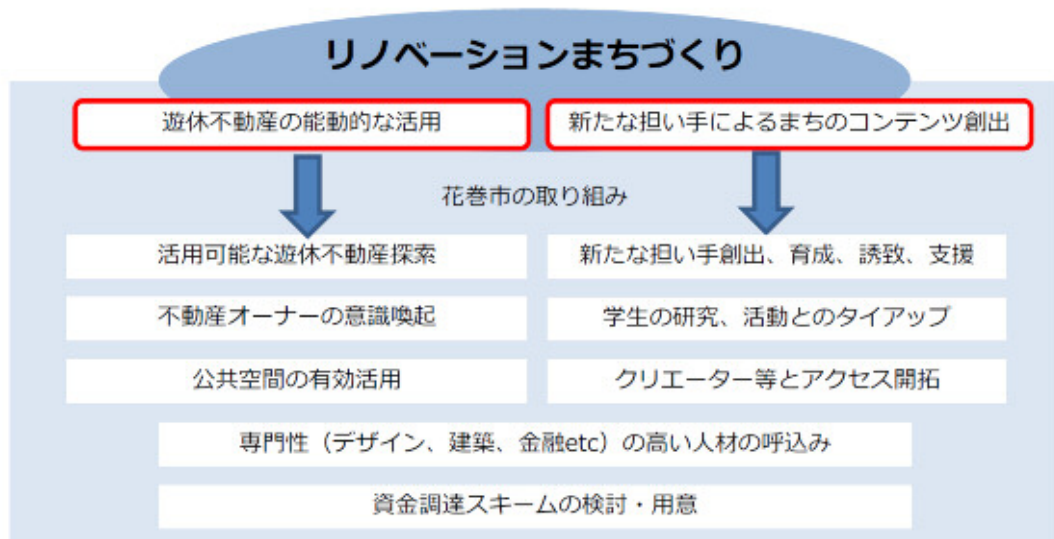 リノベーションまちづくり
遊休不動産の能動的な活用
新たな担い手によるまちのコンテンツ創出
花巻市の取り組み
活用可能な遊休不動産探索
新たな担い手創出、育成、誘致、支援
不動産オーナーの意識喚起
学生の研究、活動とのタイアップ
公共空間の有効活用
クリエーター等とアクセス開拓
専門性（デザイン、建築、金融etc）の高い人材の呼込み
資金調達スキームの検討・用意